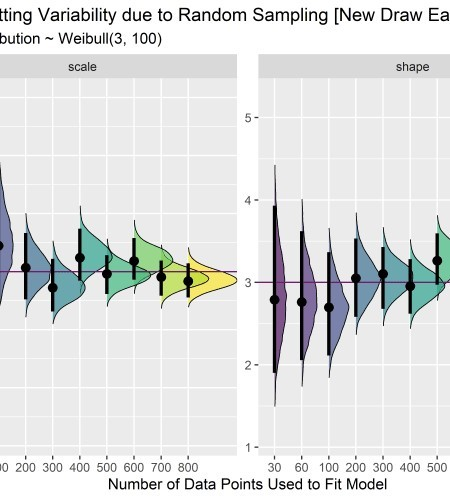 tting Variability due to Random Sampling [New Draw Ea
bution ~ Weibull(3, 100)
scale
shape
5
4
3
2
1
00 200 300 400 500 600 700 800
30 60 100 200 300 400 500
Number of Data Points Used to Fit Model